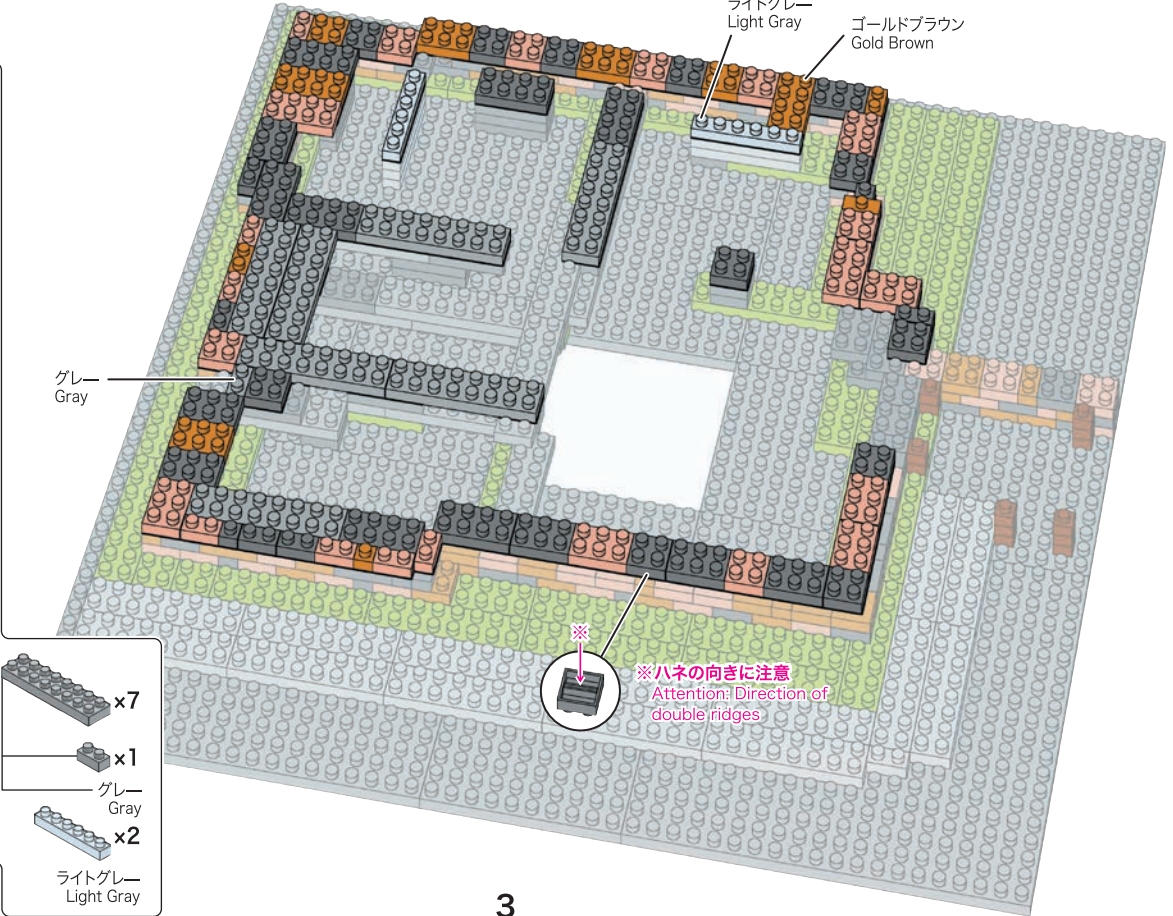 ライトグレー
Light Gray
ゴールドブラウン
Gold Brown
グレー
Gray
※
※ハネの向きに注意
Attention: Direction of
double ridges
×7
×1
グレー
Gray
×2
ライトグレー
Light Gray
3